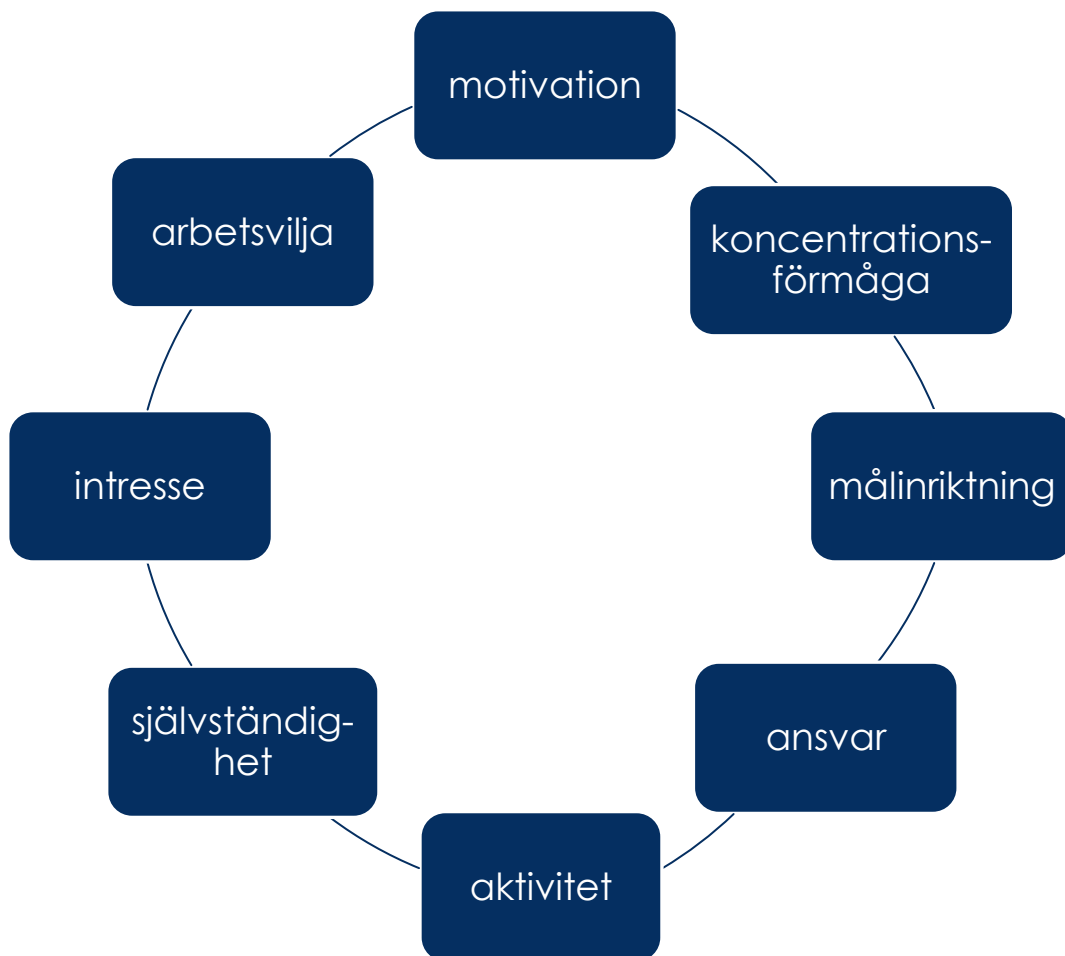 motivation
koncentrations-
förmåga
målinriktning
ansvar
aktivitet
självständig-
het
intresse
arbetsvilja